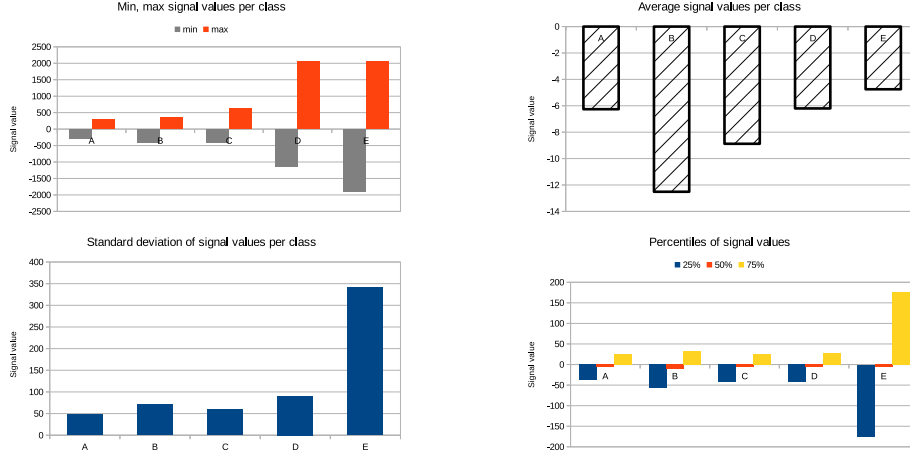 Min, max signal values per class
min max
Signal value
2500
2000
1500
1000
500
0
-500
-1000
-1500
-2000
-2500
A B C D E
Average signal values per class
Signal value
0
-2
-4
-6
-8
-10
-12
-14
A B C D E
Standard deviation of signal values per class
Signal value
400
350
300
250
200
150
100
50
0
A B C D E
Percentiles of signal values
25% 50% 75%
Signal value
200
150
100
50
0
-50
-100
-150
-200
A B C D E